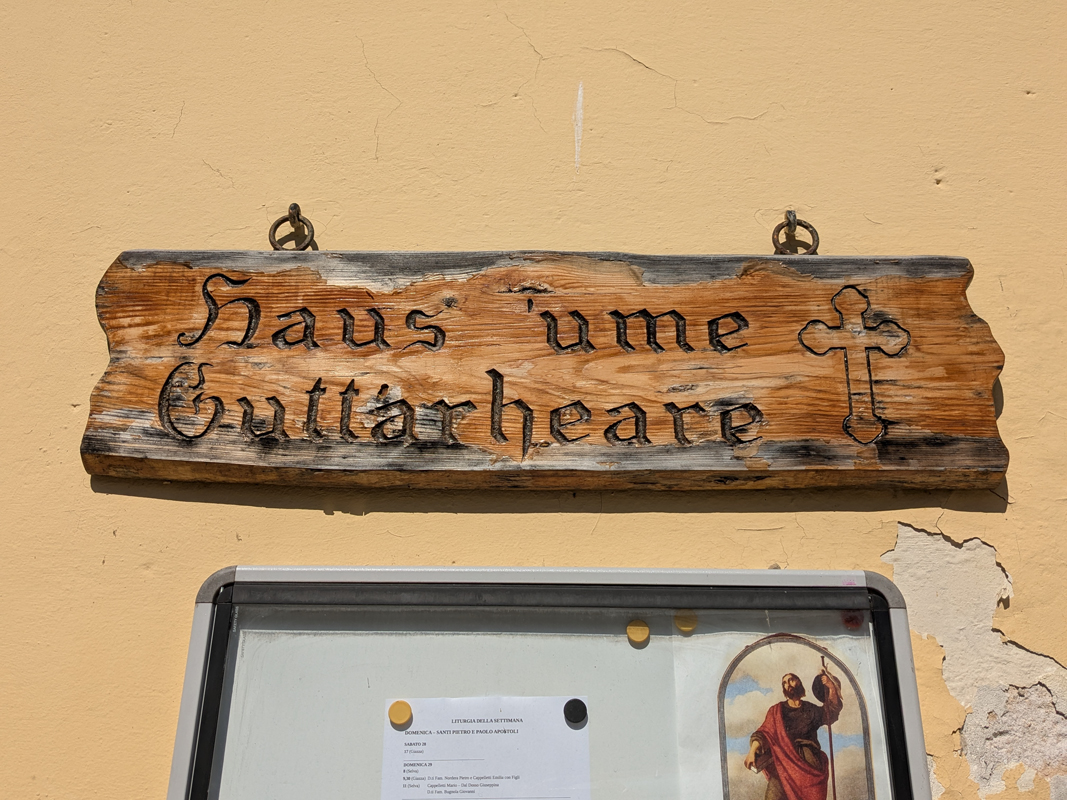 Haus 'ume
Guttarheare
LITURGIA DELLA SETTIMANA
DOMENICA - SANTI PIETRO E PAOLO APOSTOLI
SABATO 28
DOMENICA 29